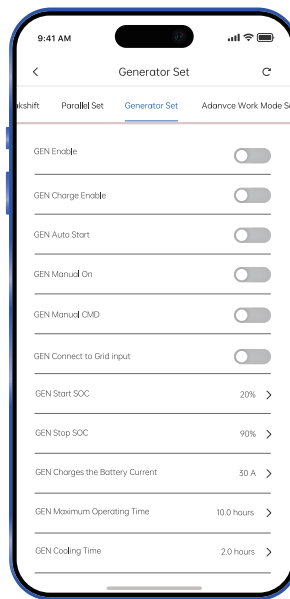 9:41 AM
Generator Set
akshift Parallel Set Generator Set Adanvce Work Mode Se
GEN Enable
GEN Charge Enable
GEN Auto Start
GEN Manual On
GEN Manual CMD
GEN Connect to Grid input
GEN Start SOC 20%
GEN Stop SOC 90%
GEN Charges the Battery Current 30 A
GEN Maximum Operating Time 10.0 hours
GEN Cooling Time 2.0 hours